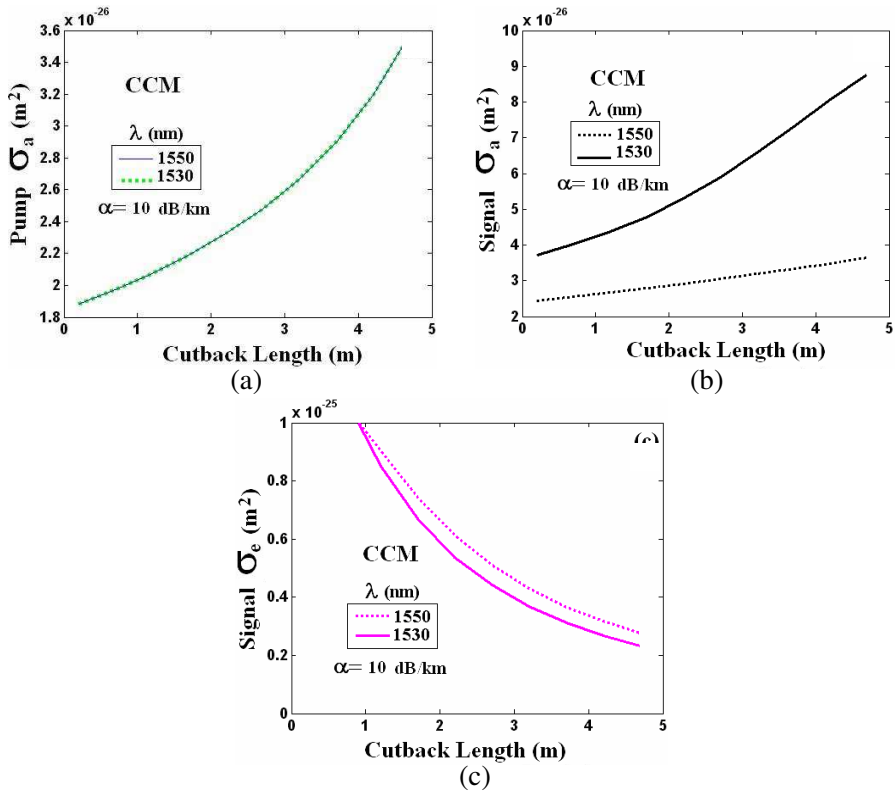 x 10⁻²⁶
3.6
3.4
3.2
3
2.8
2.6
2.4
2.2
2
1.8
0 1 2 3 4 5
Pump σₐ (m²)
CCM
λ (nm)
1550
1530
α= 10 dB/km
Cutback Length (m)
(a)
x 10⁻²⁶
10
9
8
7
6
5
4
3
2
0 1 2 3 4 5
Signal σₐ (m²)
CCM
λ (nm)
1550
1530
α= 10 dB/km
Cutback Length (m)
(b)
x 10⁻²⁵
1
0.8
0.6
0.4
0.2
0
0 1 2 3 4 5
Signal σₑ (m²)
(c)
CCM
λ (nm)
1550
1530
α= 10 dB/km
Cutback Length (m)
(c)